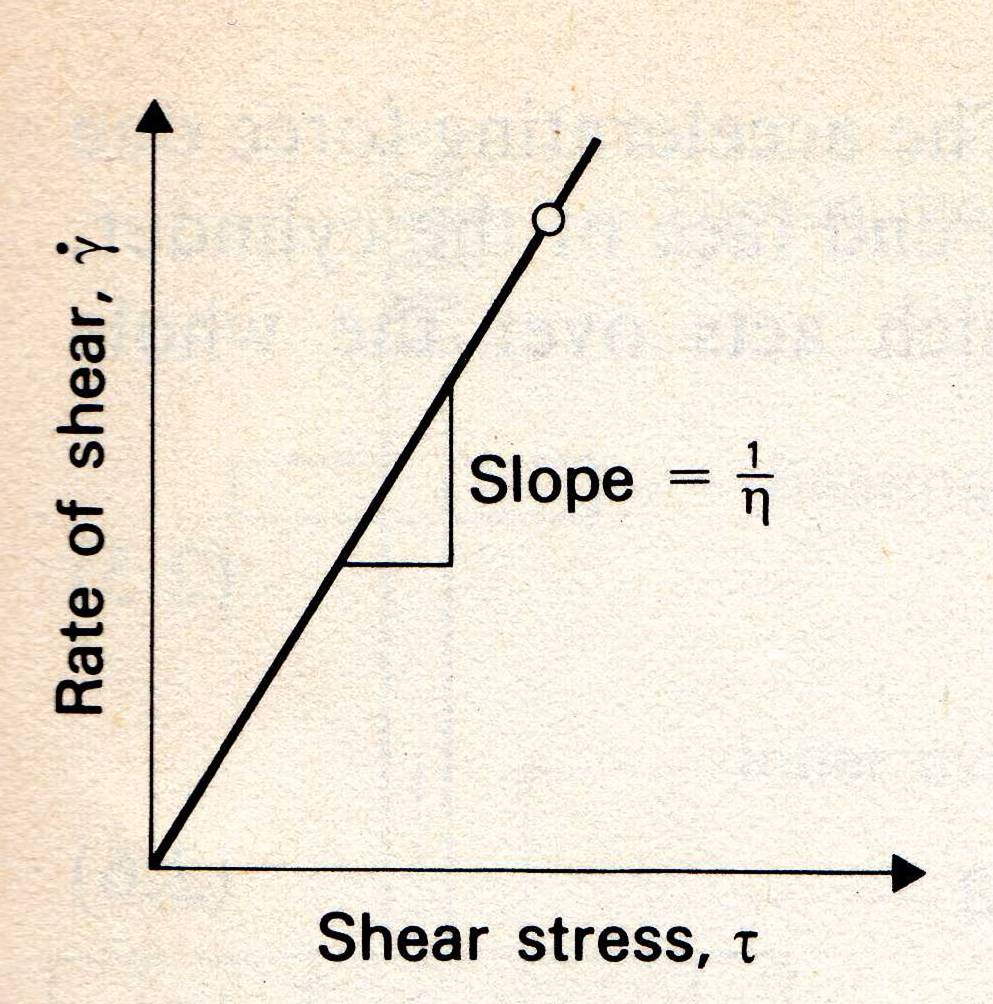 Rate of shear, γ̇
Slope = 1/η
Shear stress, τ